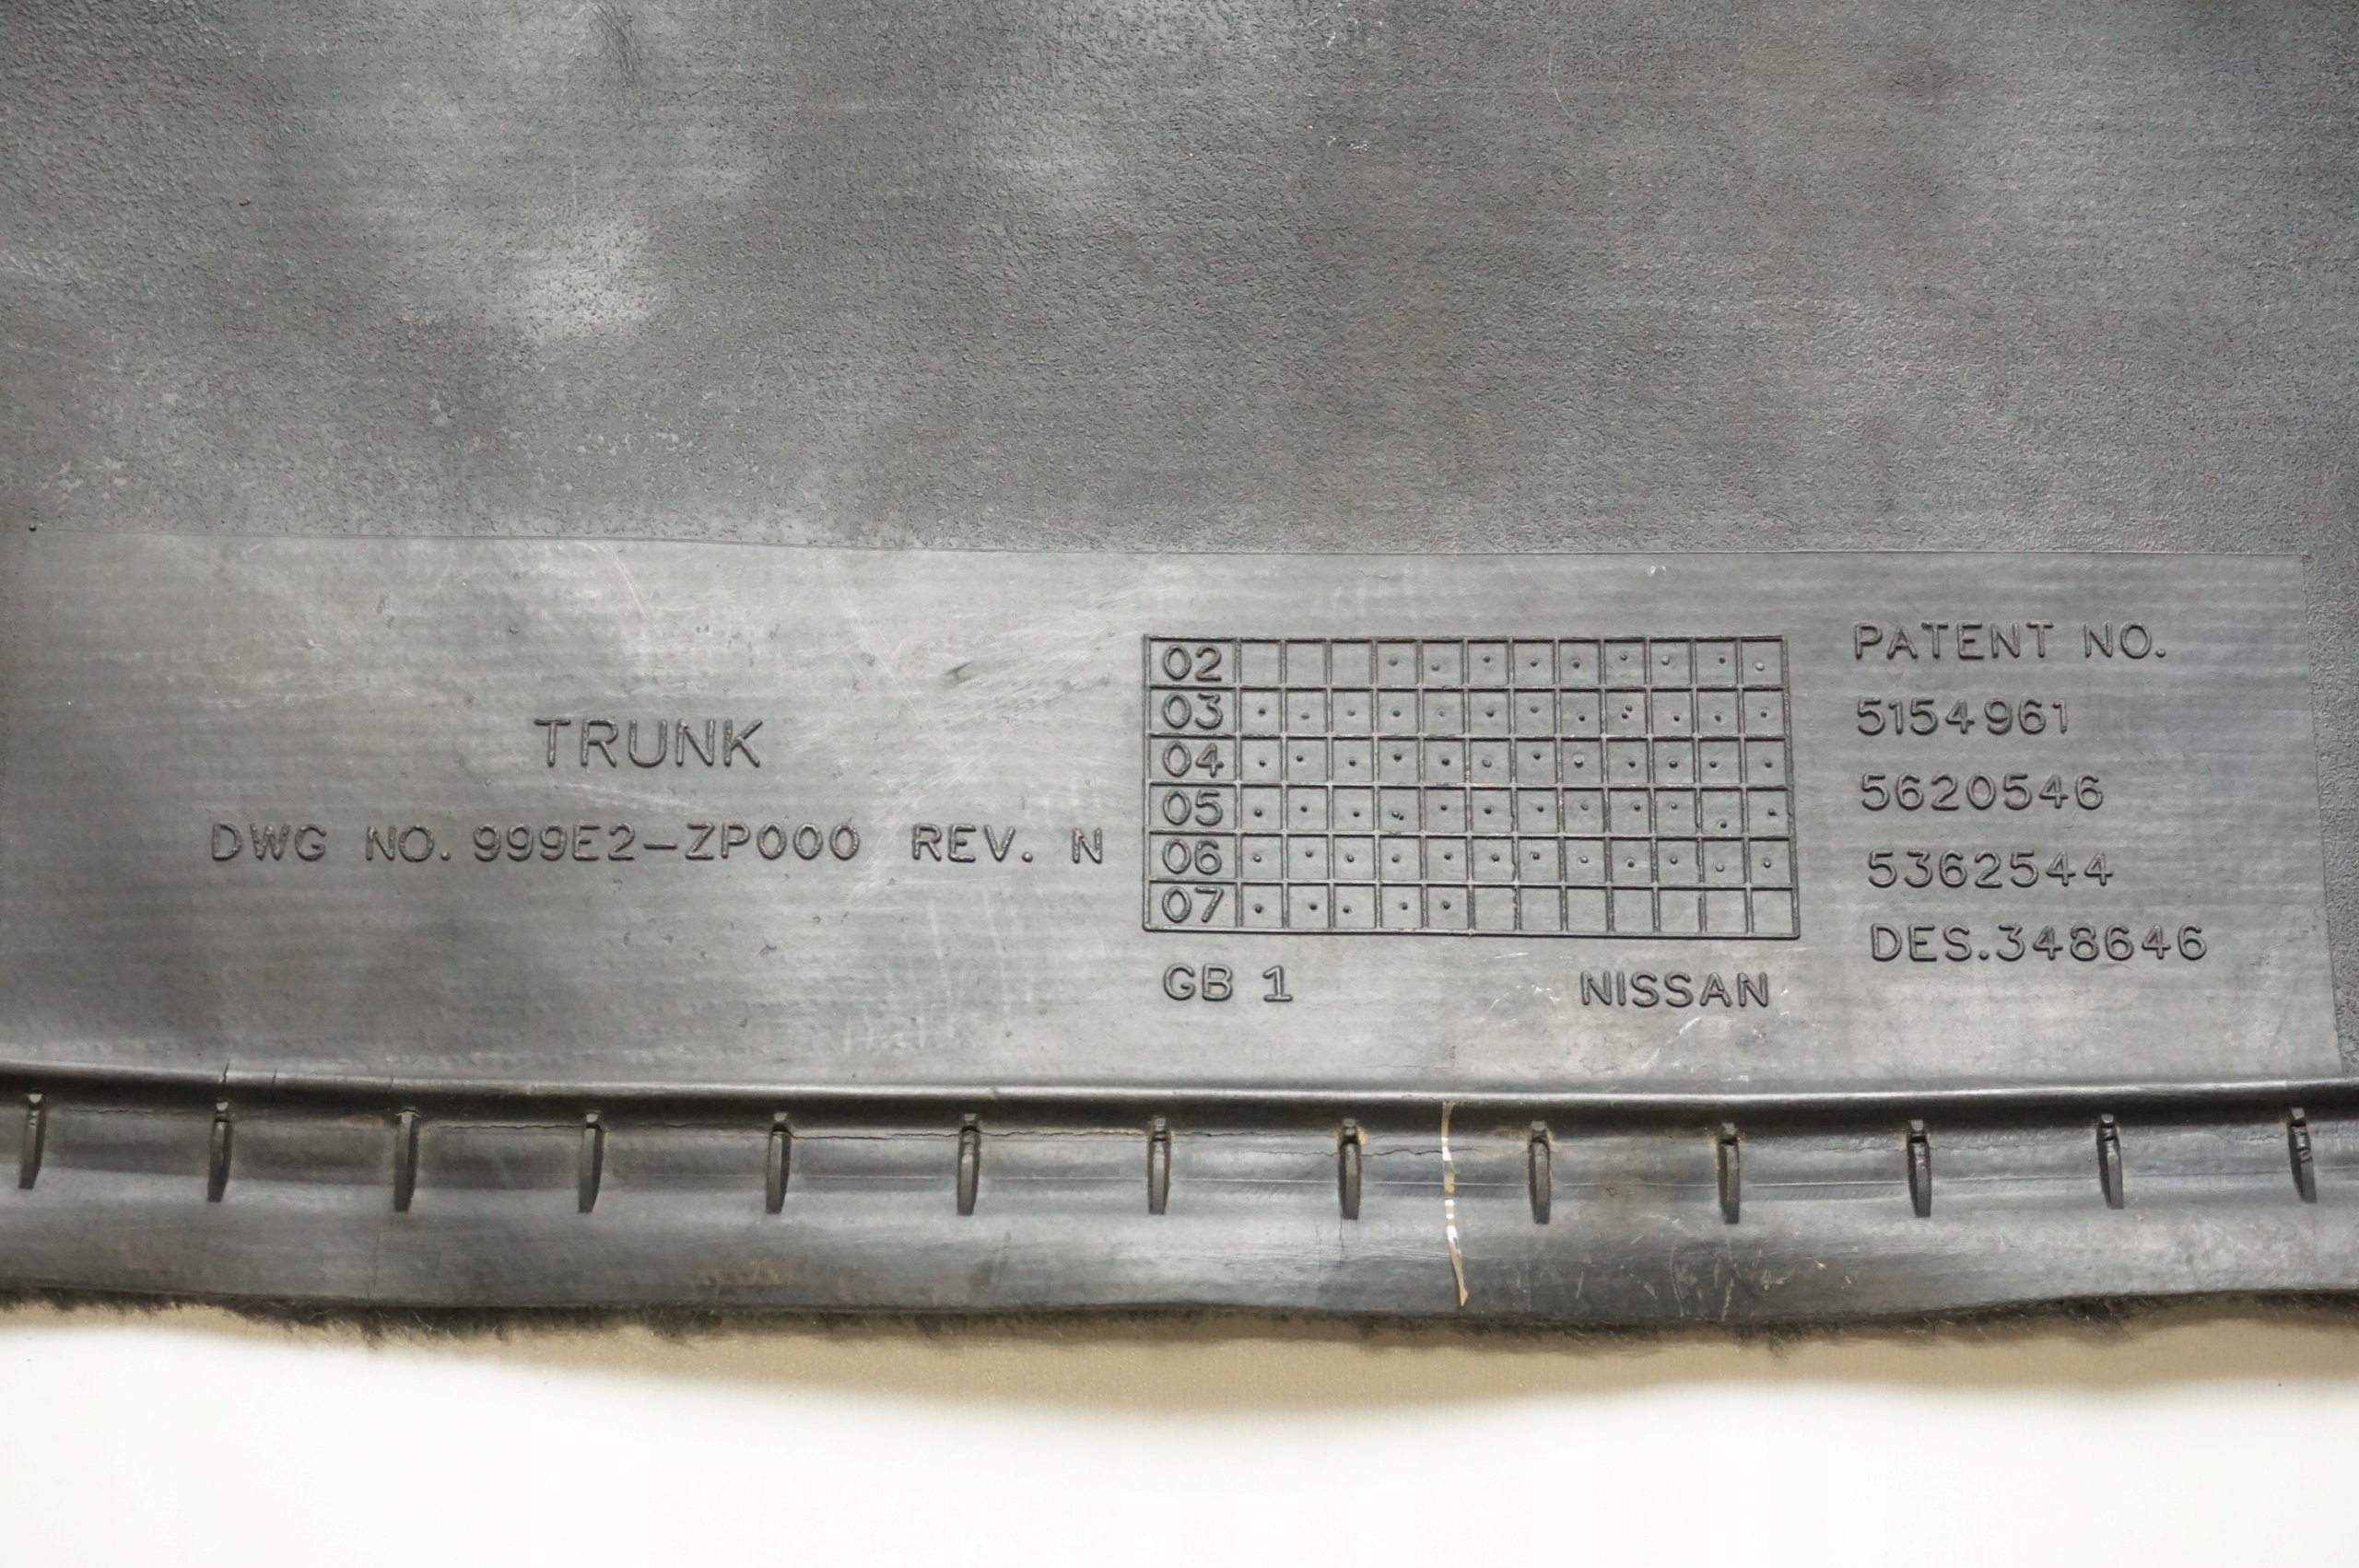 TRUNK
DWG NO. 999E2-ZP000 REV. N
02
03
04
05
06
07
GB 1
NISSAN
PATENT NO.
5154961
5620546
5362544
DES.348646